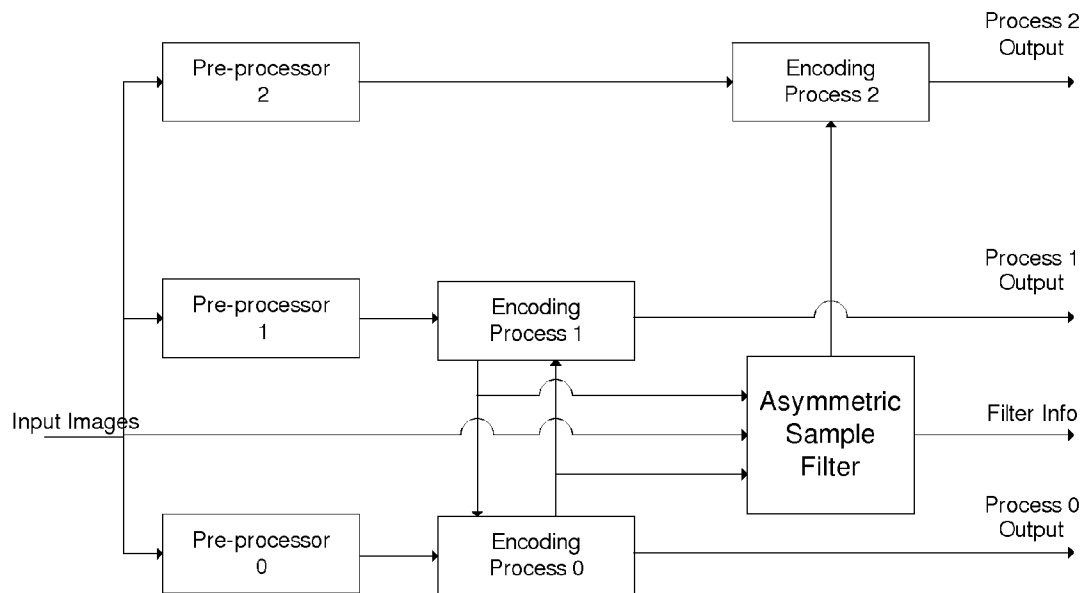 Process 2
Output
Pre-processor
2
Encoding
Process 2
Process 1
Output
Pre-processor
1
Encoding
Process 1
Input Images
Asymmetric
Sample
Filter
Filter Info
Process 0
Output
Pre-processor
0
Encoding
Process 0